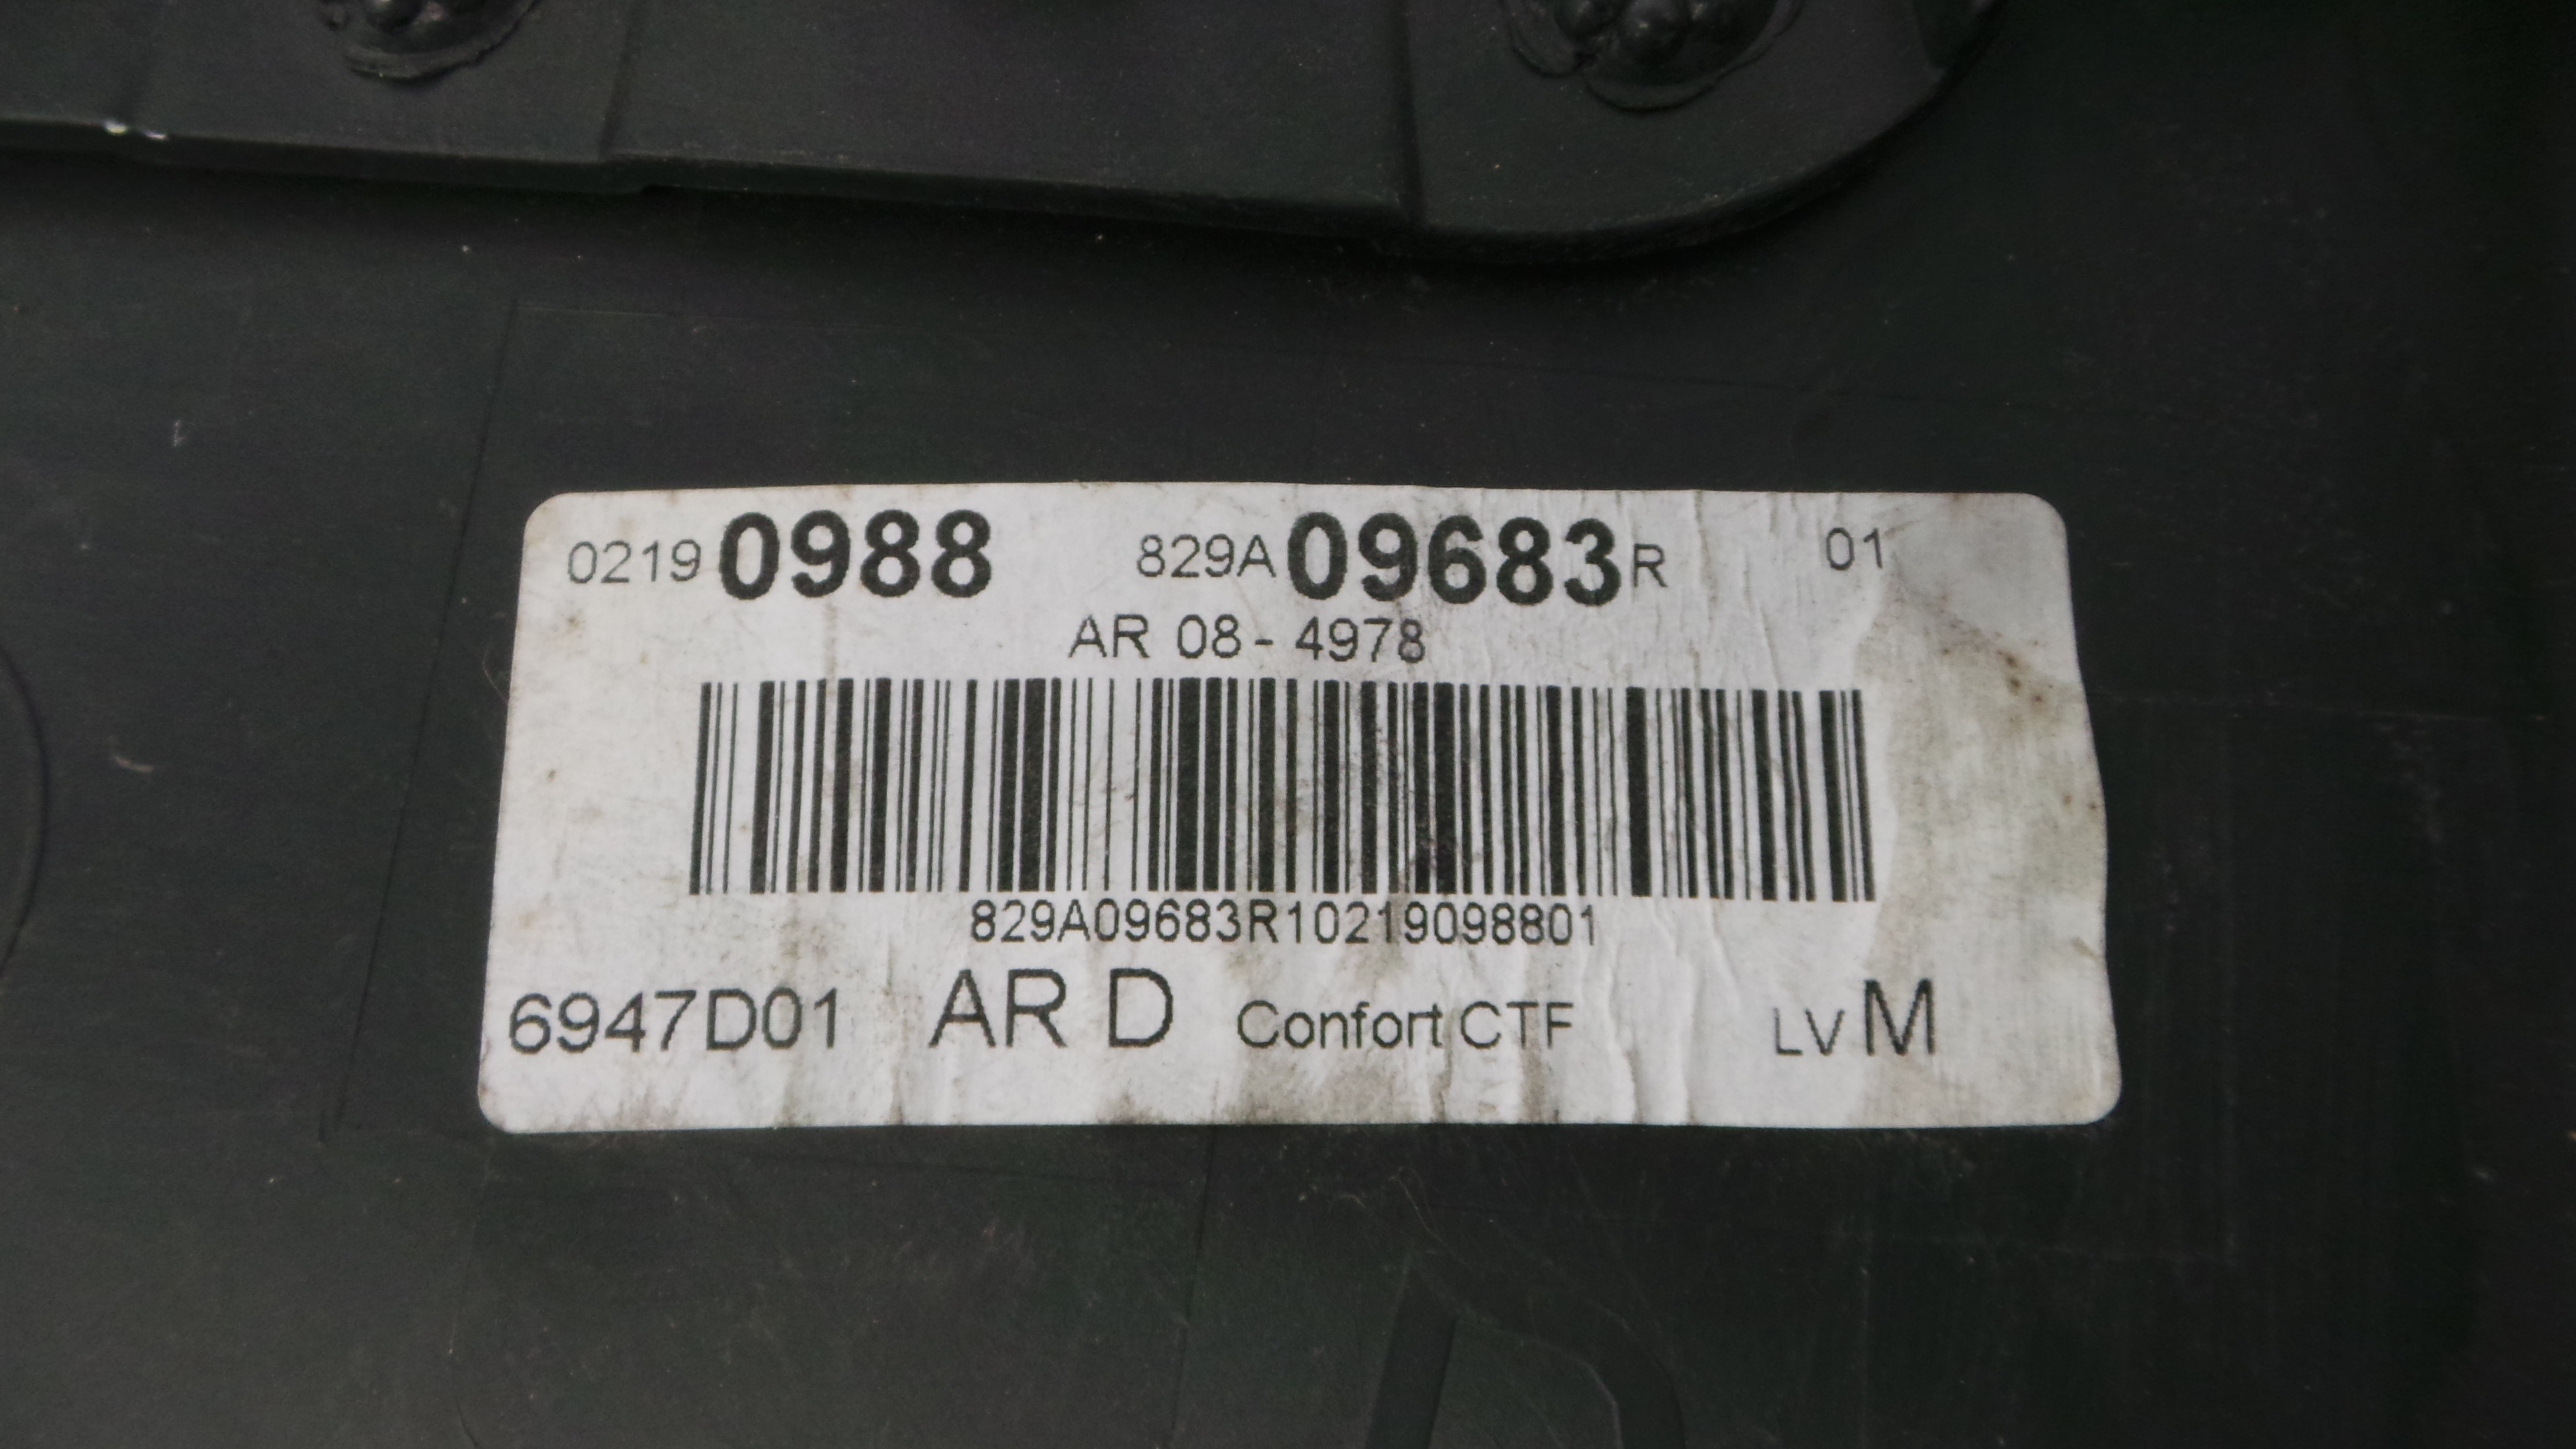 0219 0988 829A 09683 R 01
AR 08 - 4978
829A09683R10219098801
6947D01 AR D Confort CTF LV M